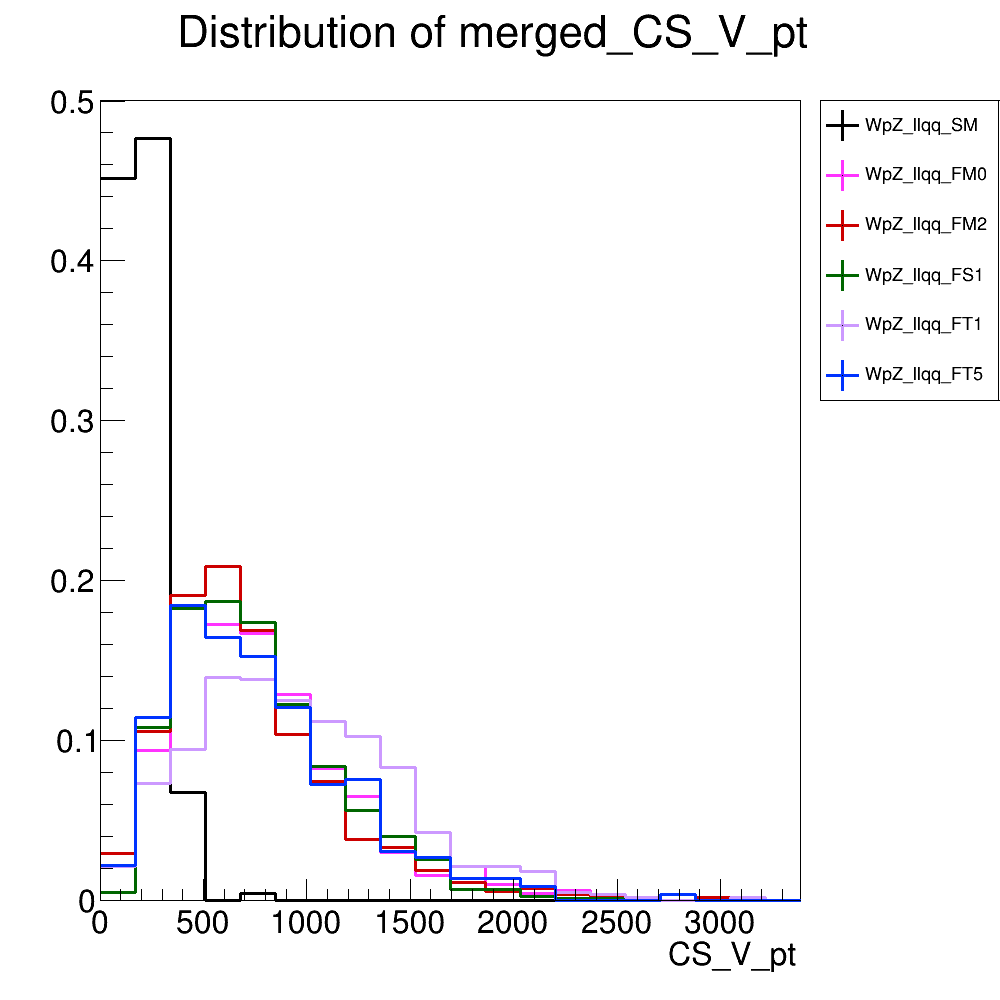 Distribution of merged_CS_V_pt
0.5
0.4
0.3
0.2
0.1
0
0 500 1000 1500 2000 2500 3000
CS_V_pt
WpZ_llqq_SM
WpZ_llqq_FM0
WpZ_llqq_FM2
WpZ_llqq_FS1
WpZ_llqq_FT1
WpZ_llqq_FT5